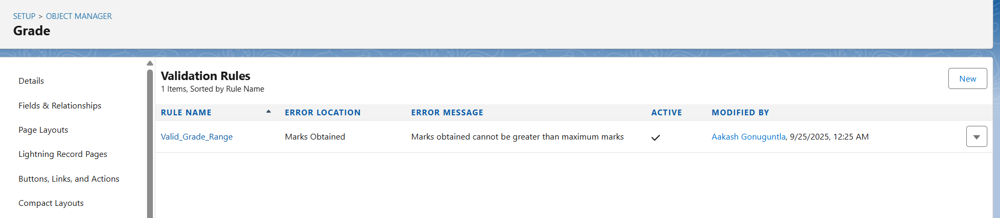 SETUP > OBJECT MANAGER
Grade
Details
Fields & Relationships
Page Layouts
Lightning Record Pages
Buttons, Links, and Actions
Compact Layouts
Validation Rules
1 Items, Sorted by Rule Name
New
RULE NAME ERROR LOCATION ERROR MESSAGE ACTIVE MODIFIED BY
Valid_Grade_Range Marks Obtained Marks obtained cannot be greater than maximum marks Aakash Gonuguntla, 9/25/2025, 12:25 AM